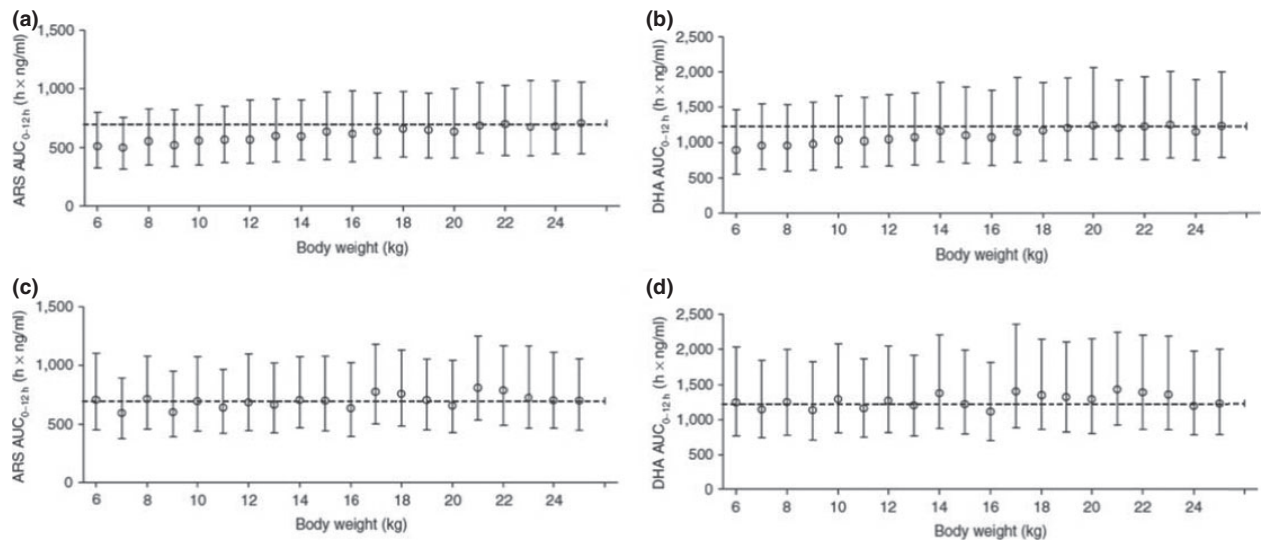 (a)
1,500
1,000
500
0
ARS AUC0–12 h (h × ng/ml)
6 8 10 12 14 16 18 20 22 24
Body weight (kg)
(b)
2,500
2,000
1,500
1,000
500
0
DHA AUC0–12 h (h × ng/ml)
6 8 10 12 14 16 18 20 22 24
Body weight (kg)
(c)
1,500
1,000
500
0
ARS AUC0–12 h (h × ng/ml)
6 8 10 12 14 16 18 20 22 24
Body weight (kg)
(d)
2,500
2,000
1,500
1,000
500
0
DHA AUC0–12 h (h × ng/ml)
6 8 10 12 14 16 18 20 22 24
Body weight (kg)